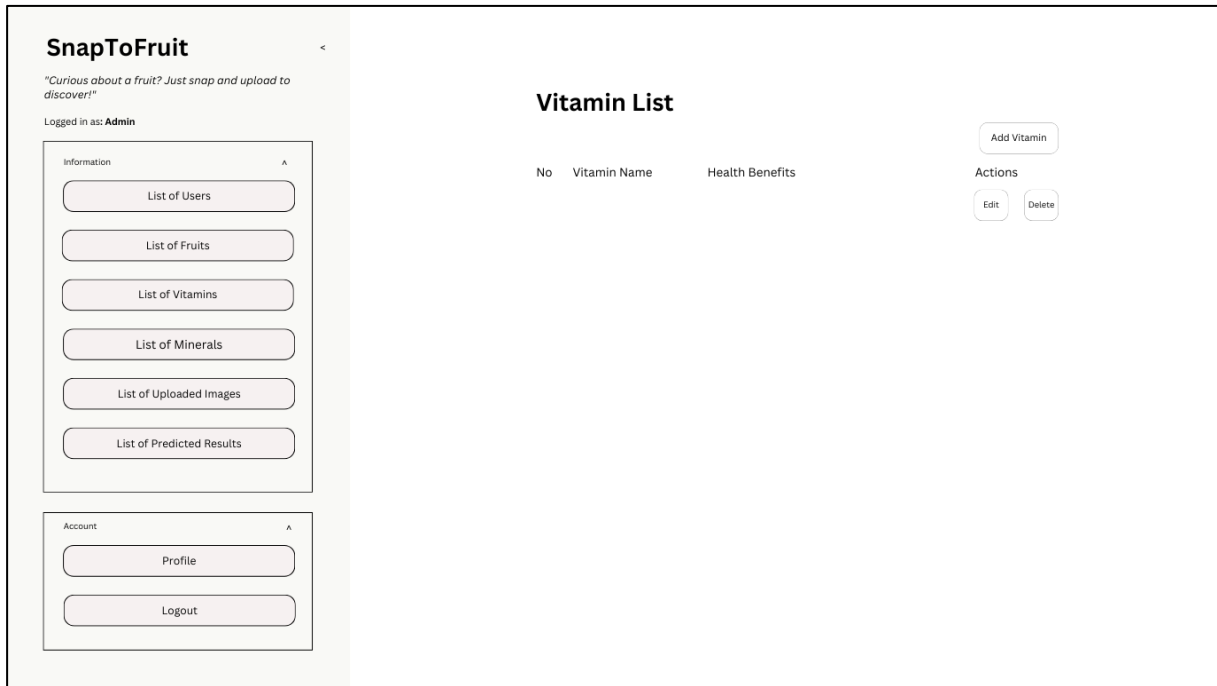 SnapToFruit
<
"Curious about a fruit? Just snap and upload to
discover!"
Logged in as: Admin
Information ^
List of Users
List of Fruits
List of Vitamins
List of Minerals
List of Uploaded Images
List of Predicted Results
Account ^
Profile
Logout
Vitamin List
Add Vitamin
No Vitamin Name Health Benefits Actions
Edit Delete